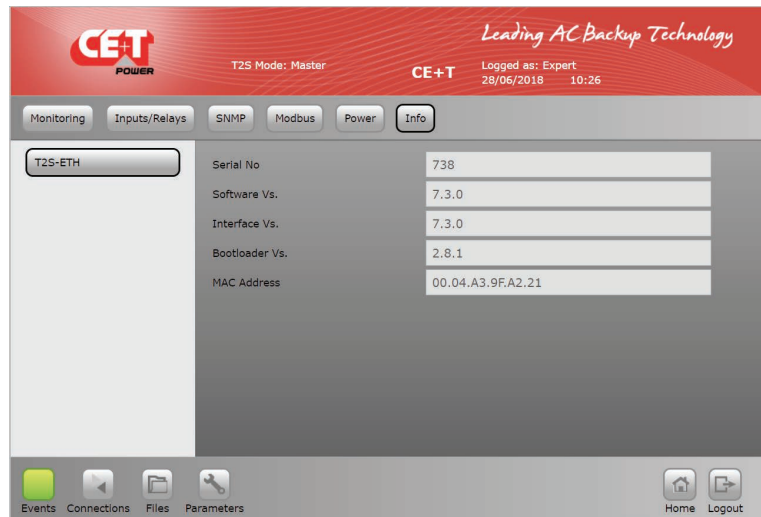 CE+T
POWER
Leading AC Backup Technology
T2S Mode: Master
CE+T
Logged as: Expert
28/06/2018 10:26
Monitoring Inputs/Relays SNMP Modbus Power Info
T2S-ETH
Serial No 738
Software Vs. 7.3.0
Interface Vs. 7.3.0
Bootloader Vs. 2.8.1
MAC Address 00.04.A3.9F.A2.21
Events Connections Files Parameters Home Logout